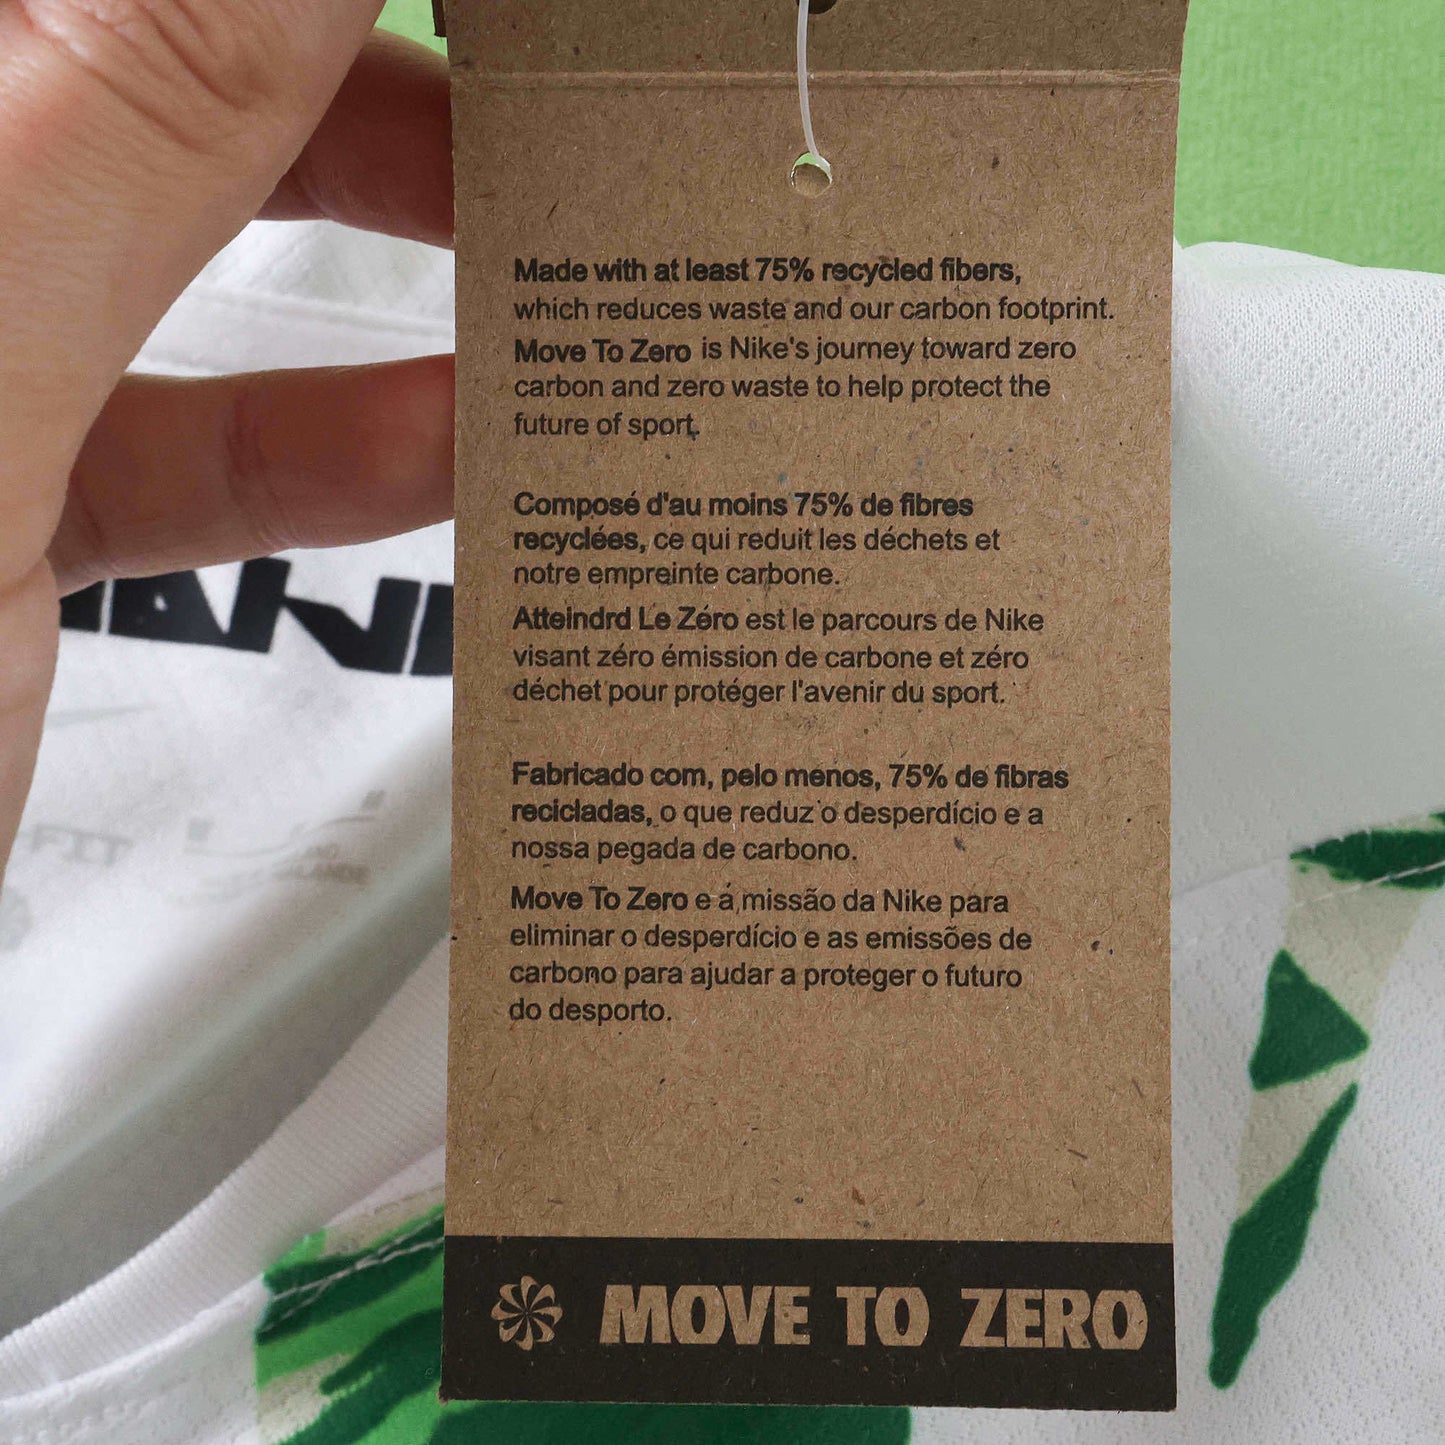 Made with at least 75% recycled fibers,
which reduces waste and our carbon footprint.
Move To Zero is Nike's journey toward zero
carbon and zero waste to help protect the
future of sport.
Composé d'au moins 75% de fibres
recyclées, ce qui reduit les déchets et
notre empreinte carbone.
Atteindrd Le Zéro est le parcours de Nike
visant zéro émission de carbone et zéro
déchet pour protéger l'avenir du sport.
Fabricado com, pelo menos, 75% de fibras
recicladas, o que reduz o desperdício e a
nossa pegada de carbono.
Move To Zero e á missão da Nike para
eliminar o desperdício e as emissões de
carbono para ajudar a proteger o futuro
do desporto.
MOVE TO ZERO